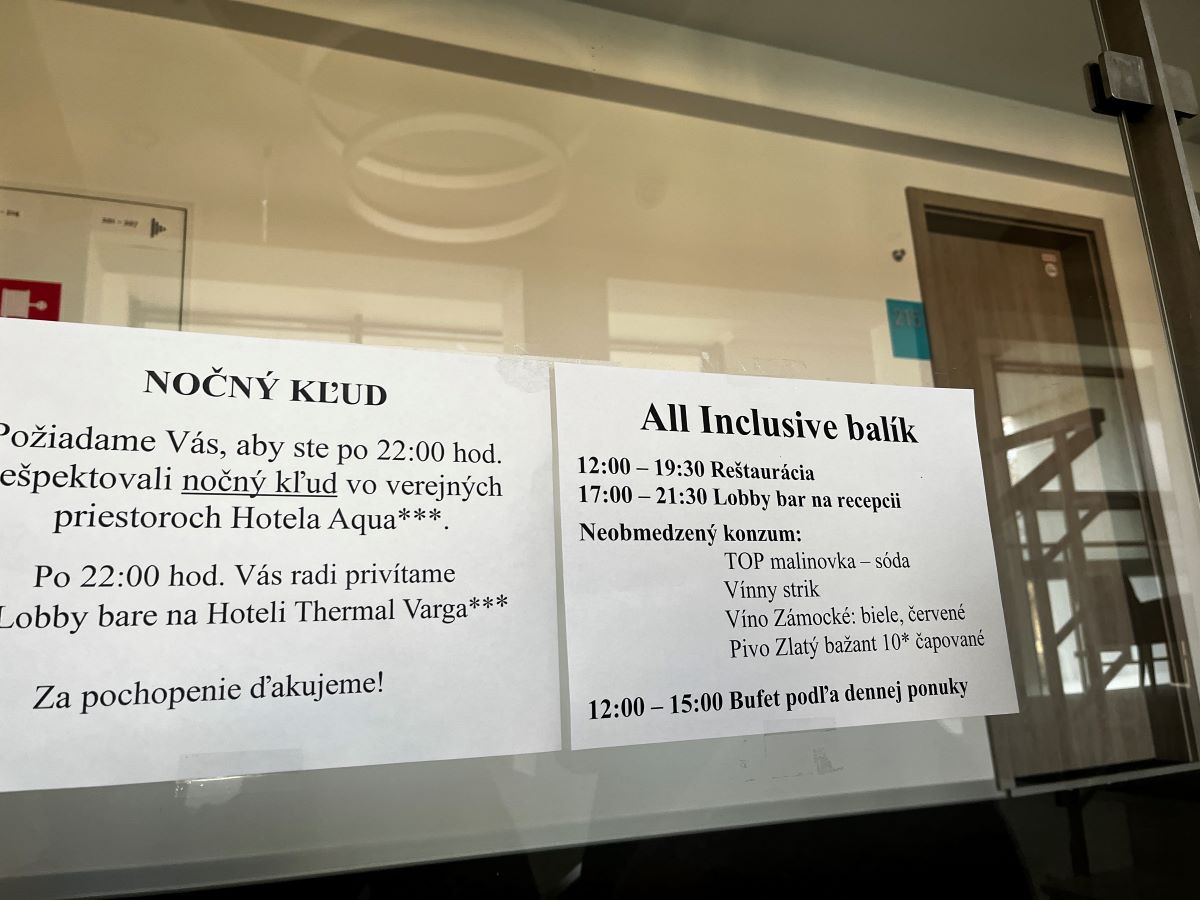 301 - 307
215
NOČNÝ KĽUD
Požiadame Vás, aby ste po 22:00 hod.
ešpektovali nočný kľud vo verejných
priestoroch Hotela Aqua***.
Po 22:00 hod. Vás radi privítame
Lobby bare na Hoteli Thermal Varga***
Za pochopenie ďakujeme!
All Inclusive balík
12:00 – 19:30 Reštaurácia
17:00 – 21:30 Lobby bar na recepcii
Neobmedzený konzum:
TOP malinovka – sóda
Vínny strik
Víno Zámocké: biele, červené
Pivo Zlatý bažant 10* čapované
12:00 – 15:00 Bufet podľa dennej ponuky